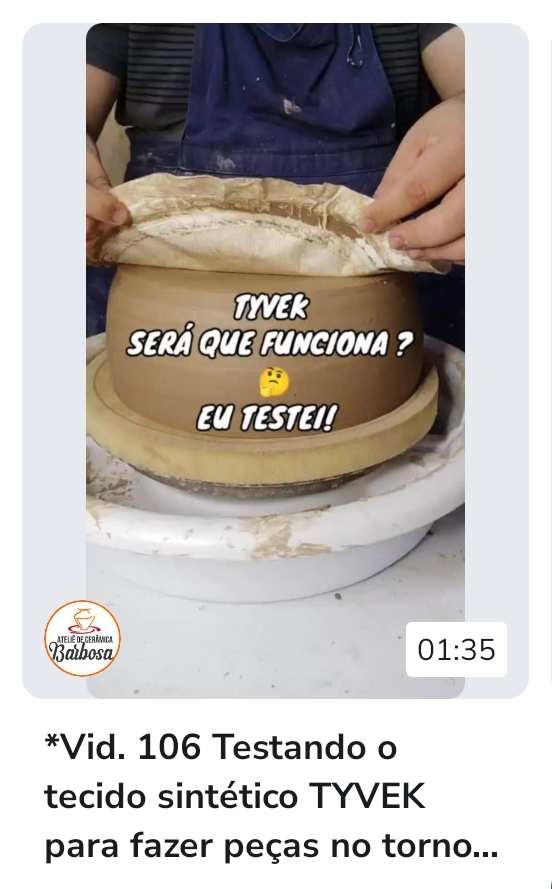 TYVEK
SERÁ QUE FUNCIONA ?
🤔
EU TESTEI!
ATELIÊ DE CERÂMICA
Barbosa
01:35
*Vid. 106 Testando o
tecido sintético TYVEK
para fazer peças no torno...